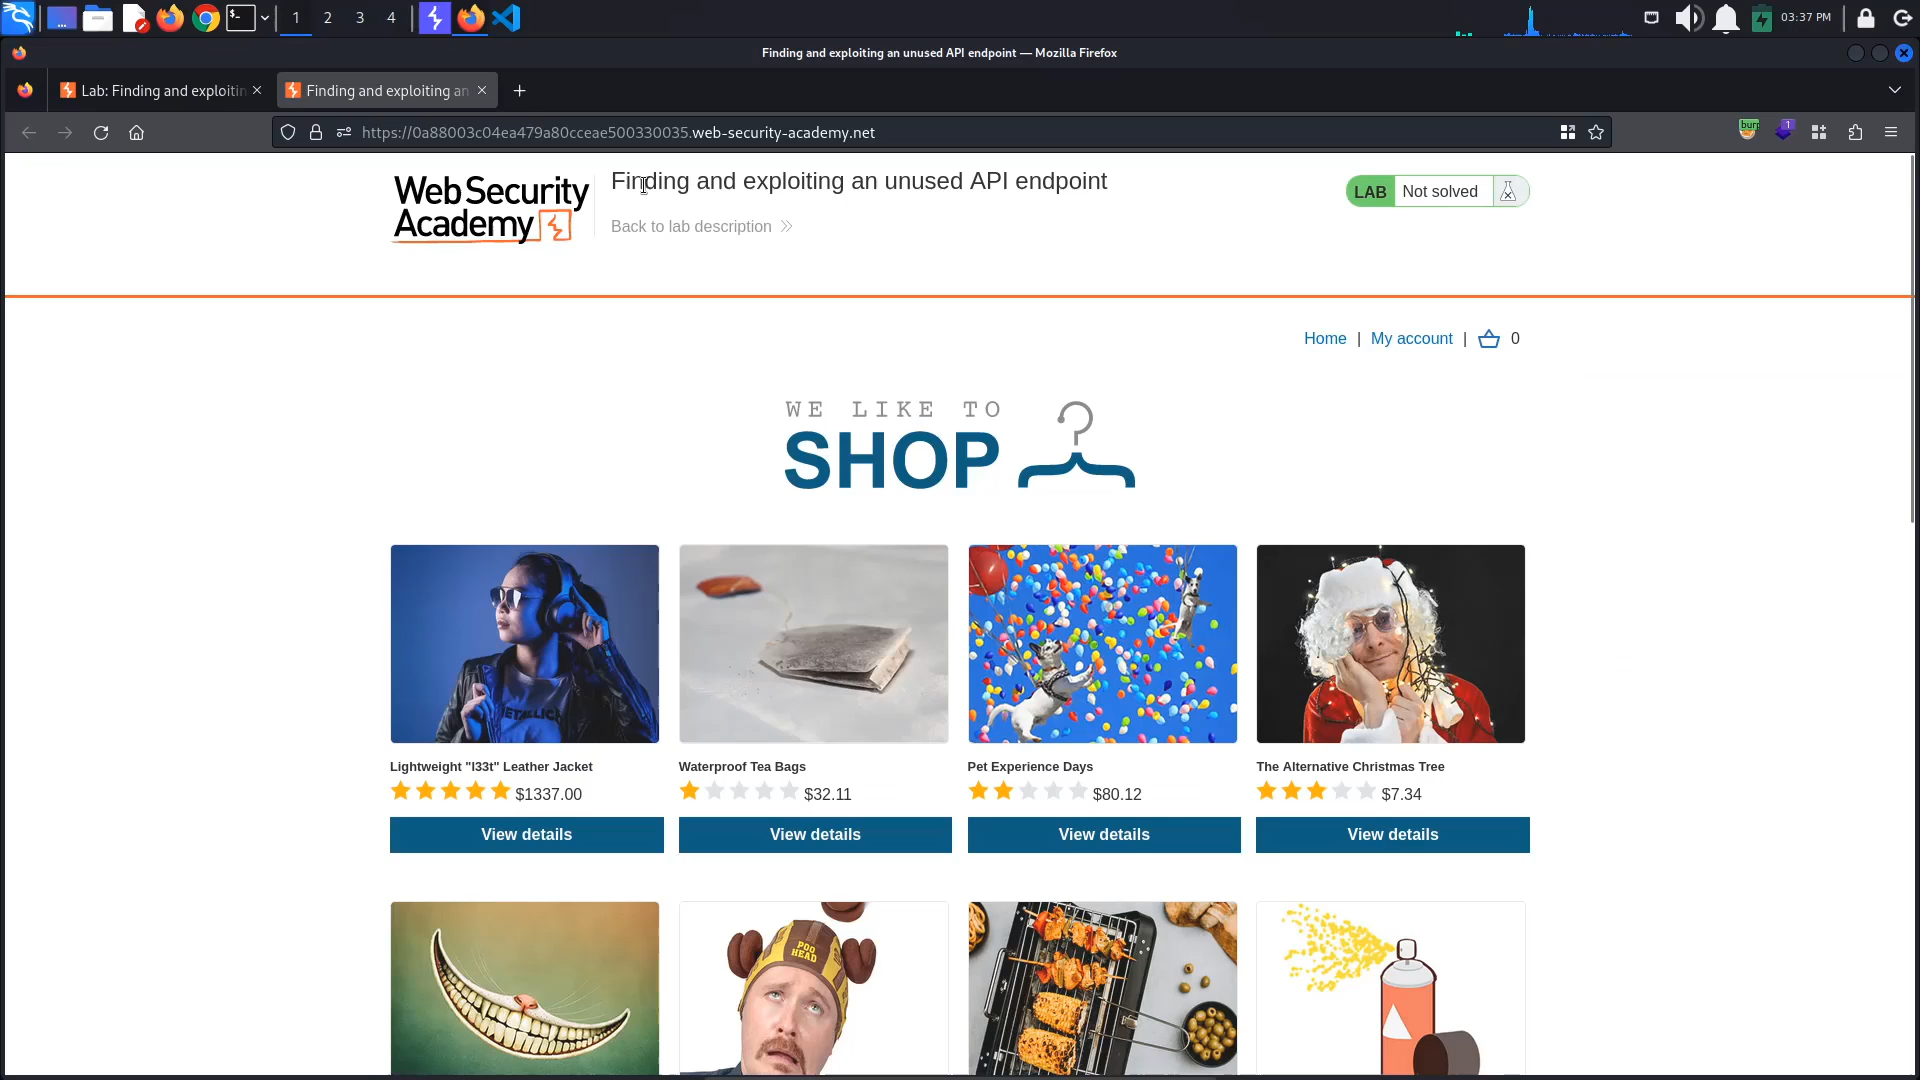 1 2 3 4
03:37 PM
Finding and exploiting an unused API endpoint — Mozilla Firefox
Lab: Finding and exploitin
Finding and exploiting an
https://0a88003c04ea479a80cceae500330035.web-security-academy.net
burp
1
Web Security
Academy
Finding and exploiting an unused API endpoint
Back to lab description
LAB Not solved
Home | My account | 0
WE LIKE TO
SHOP
METALLICA
Lightweight "l33t" Leather Jacket
$1337.00
View details
Waterproof Tea Bags
$32.11
View details
Pet Experience Days
$80.12
View details
The Alternative Christmas Tree
$7.34
View details
POO
HEAD